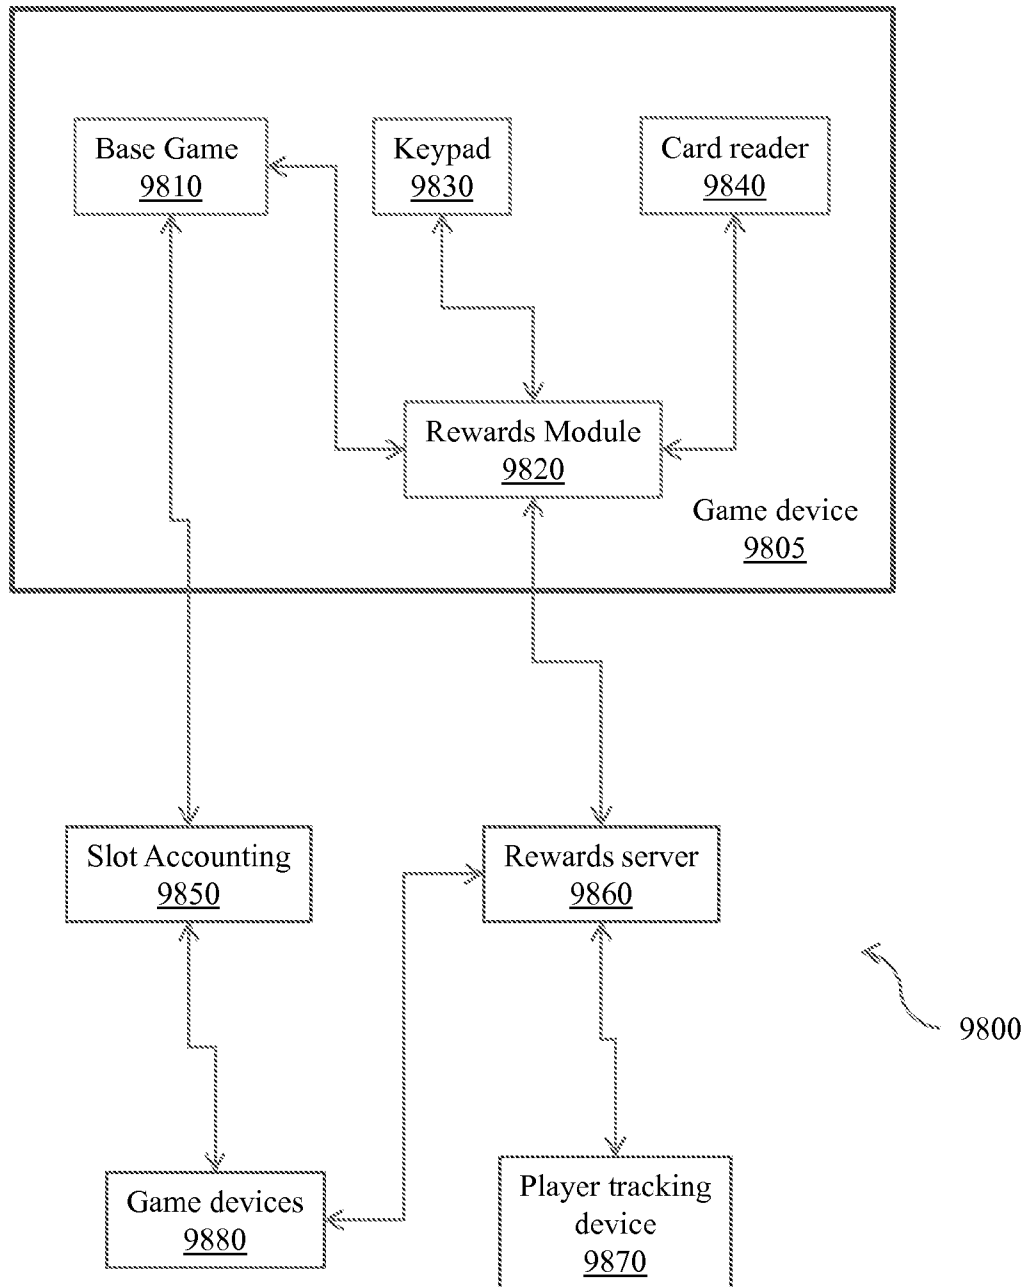 Base Game
9810
Keypad
9830
Card reader
9840
Rewards Module
9820
Game device
9805
Slot Accounting
9850
Rewards server
9860
9800
Game devices
9880
Player tracking
device
9870